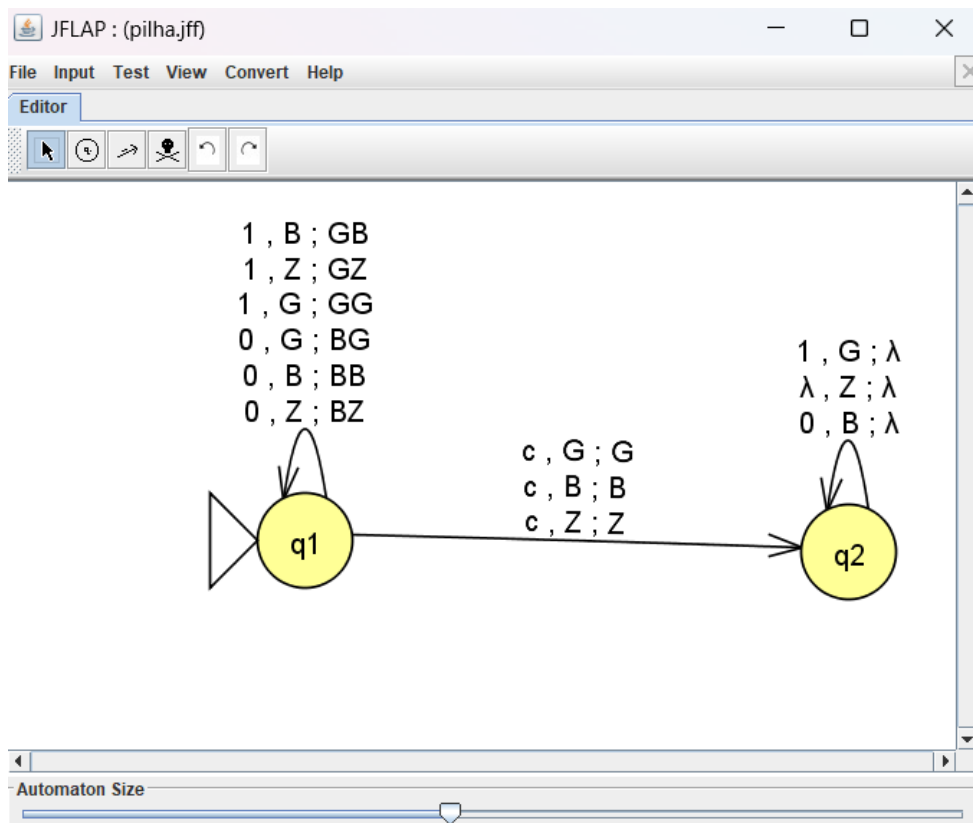 JFLAP : (pilha.jff)
File Input Test View Convert Help
Editor
q
1 , B ; GB
1 , Z ; GZ
1 , G ; GG
0 , G ; BG
0 , B ; BB
0 , Z ; BZ
1 , G ; λ
λ , Z ; λ
0 , B ; λ
c , G ; G
c , B ; B
c , Z ; Z
q1
q2
Automaton Size